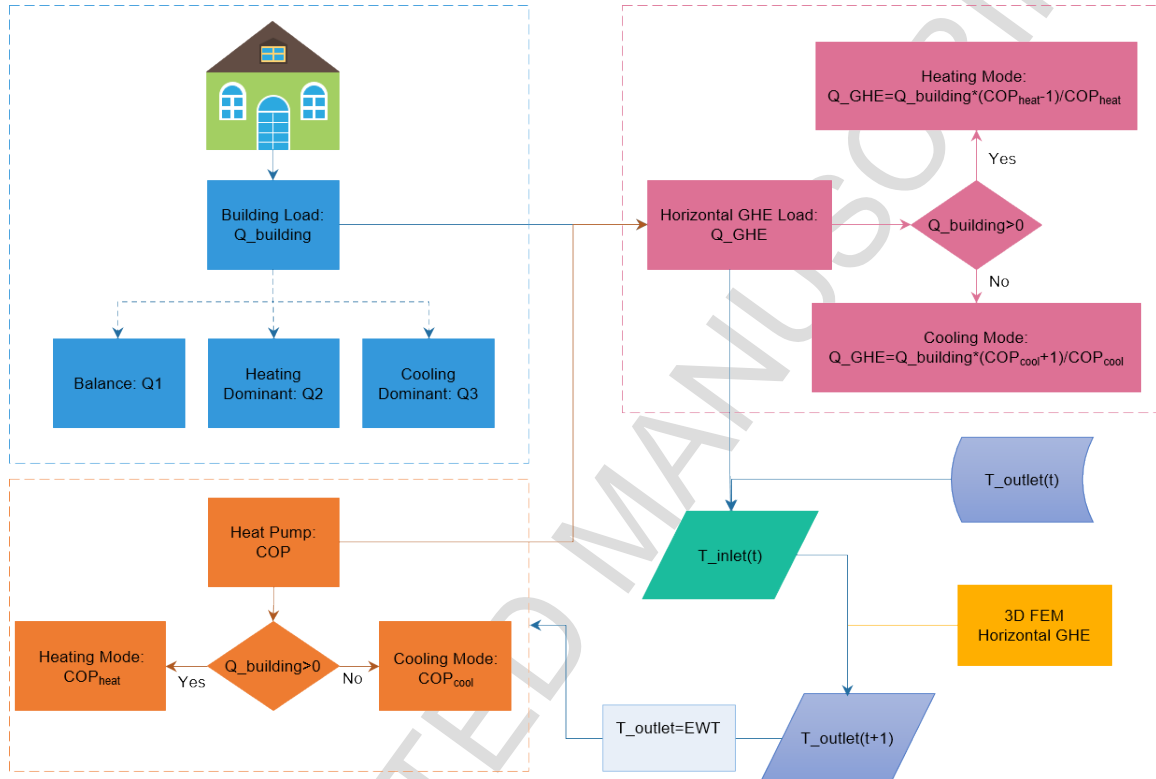 Building Load:
Q_building
Balance: Q1
Heating
Dominant: Q2
Cooling
Dominant: Q3
Horizontal GHE Load:
Q_GHE
Heating Mode:
Q_GHE=Q_building*(COPheat-1)/COPheat
Yes
Q_building>0
No
Cooling Mode:
Q_GHE=Q_building*(COPcool+1)/COPcool
Heat Pump:
COP
Heating Mode:
COPheat
Yes
Q_building>0
No
Cooling Mode:
COPcool
T_outlet(t)
T_inlet(t)
3D FEM
Horizontal GHE
T_outlet=EWT
T_outlet(t+1)
TED MANUSCRI